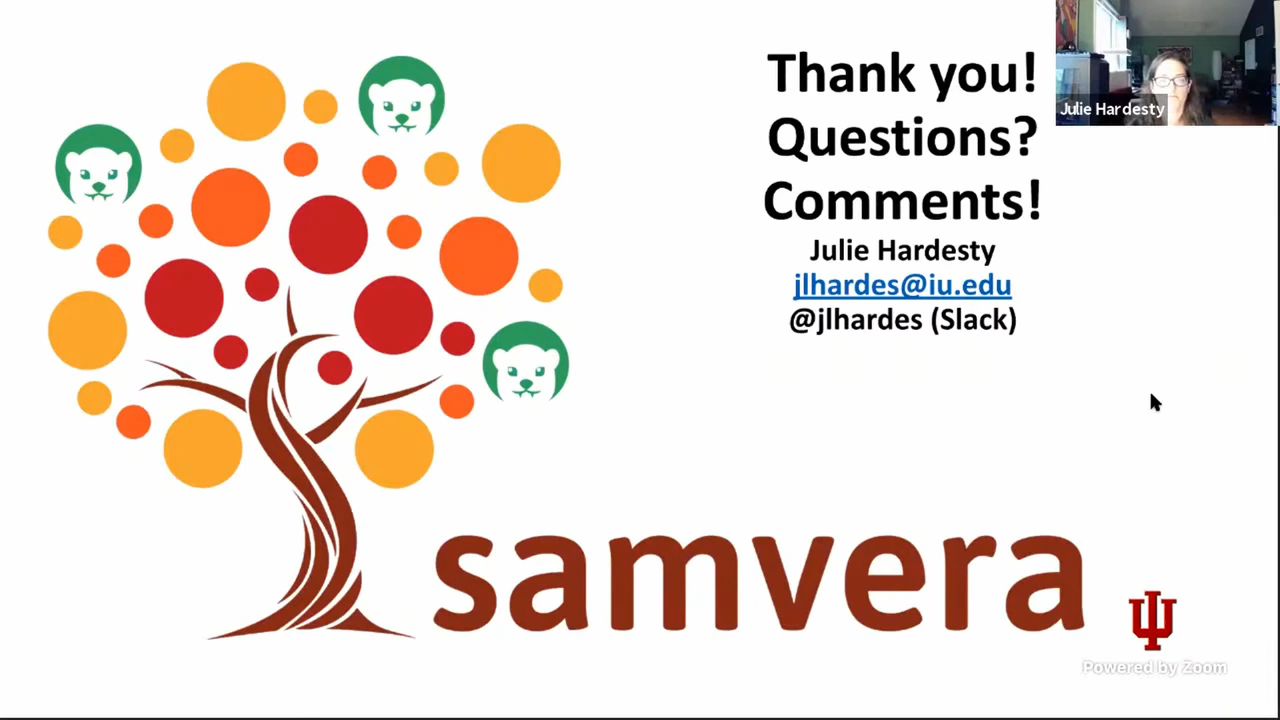 Thank you!
Questions?
Comments!
Julie Hardesty
jlhardes@iu.edu
@jlhardes (Slack)
Julie Hardesty
samvera
Powered by Zoom